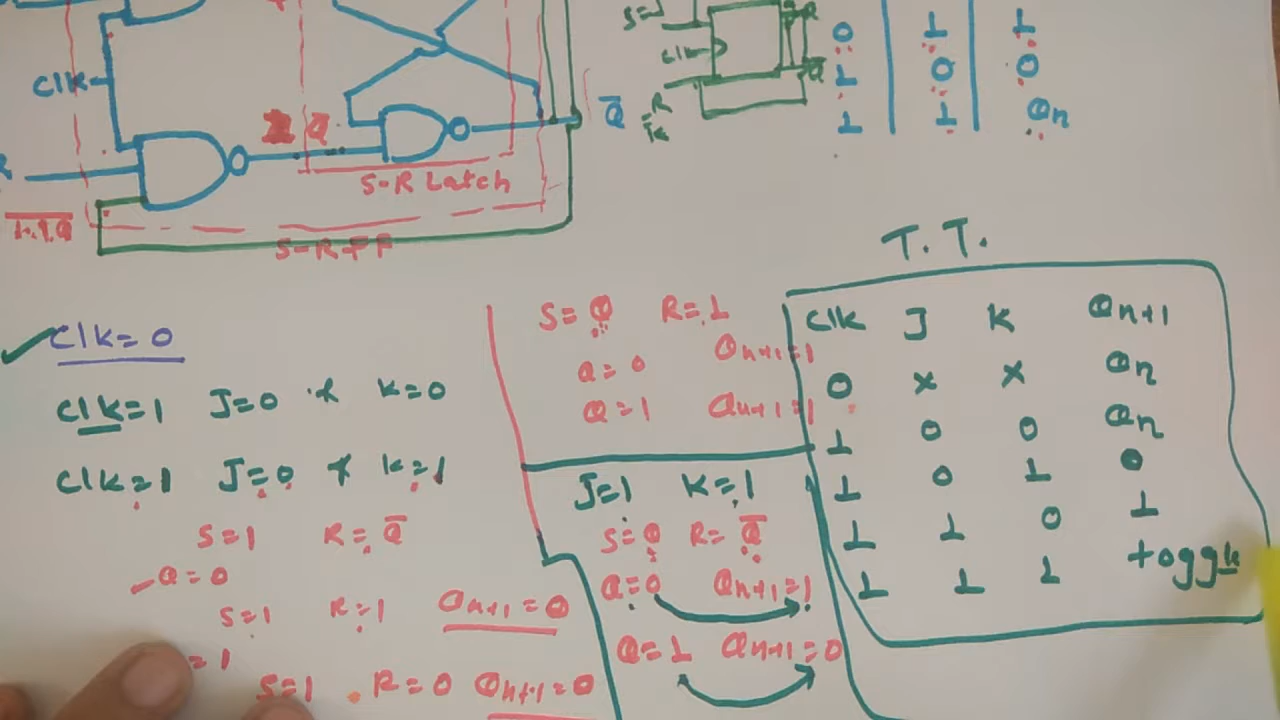 S=
Clk
R
=K
R
Q̅
0 1 1
1 0 0
1 1 Qn
Clk
Q̅
Q̅
S-R Latch
S-R FF
T. T.
Clk J K Qn+1
0 x x Qn
1 0 0 Qn
1 0 1 0
1 1 0 1
1 1 1 toggle
Clk=0
Clk=1 J=0 & K=0
Clk=1 J=0 & K=1
S=1 R=Q̅
Q=0
S=1 R=1 Qn+1=0
=1
S=1 R=0 Qn+1=0
S=Q R=1
Q=0 Qn+1=1
Q=1 Qn+1=1
J=1 K=1
S=Q R=Q̅
Q=0 Qn+1=1
Q=1 Qn+1=0